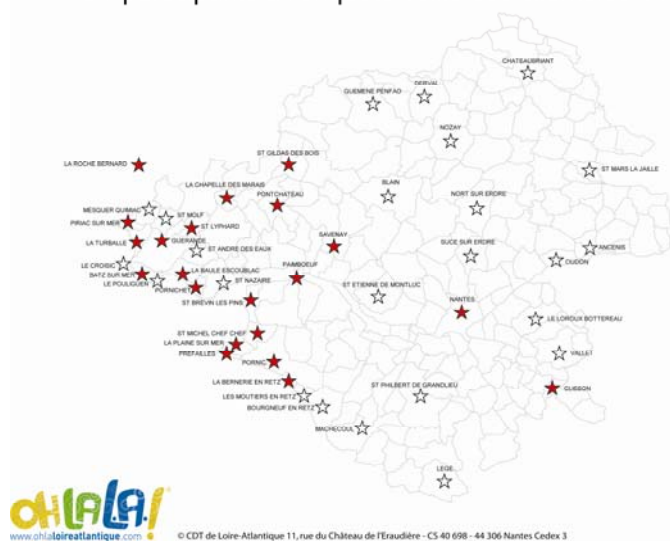 CHATEAUBRIANT
DERVAL
GUEMENE PENFAO
NOZAY
ST GILDAS DES BOIS
LA ROCHE BERNARD
ST MARS LA JAILLE
LA CHAPELLE DES MARAIS
BLAIN
PONTCHATEAU
NORT SUR ERDRE
MESQUER QUIMIAC
ST MOLF
PIRIAC SUR MER
ST LYPHARD
SAVENAY
LA TURBALLE
GUERANDE
ST ANDRE DES EAUX
SUCE SUR ERDRE
ANCENIS
OUDON
LE CROISIC
PAIMBOEUF
BATZ SUR MER
LA BAULE ESCOUBLAC
LE POULIGUEN
ST NAZAIRE
PORNICHET
ST ETIENNE DE MONTLUC
ST BREVIN LES PINS
NANTES
LE LOROUX BOTTEREAU
ST MICHEL CHEF CHEF
LA PLAINE SUR MER
PREFAILLES
VALLET
PORNIC
LA BERNERIE EN RETZ
ST PHILBERT DE GRANDLIEU
CLISSON
LES MOUTIERS EN RETZ
BOURGNEUF EN RETZ
MACHECOUL
LEGE
OHLALA!
www.ohlaloireatlantique.com
© CDT de Loire-Atlantique 11, rue du Château de l'Eraudière - CS 40 698 - 44 306 Nantes Cedex 3